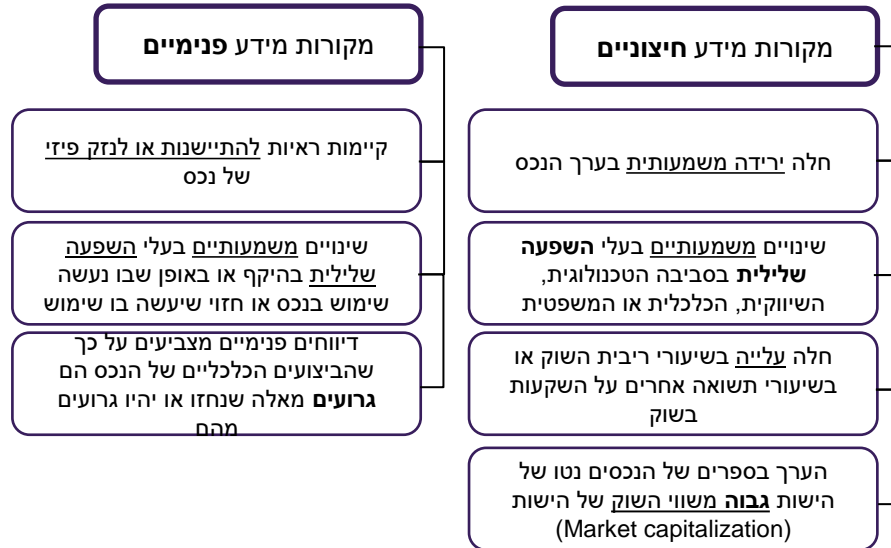 מקורות מידע חיצוניים
חלה ירידה משמעותית בערך הנכס
שינויים משמעותיים בעלי השפעה
שלילית בסביבה הטכנולוגית,
השיווקית, הכלכלית או המשפטית
חלה עלייה בשיעורי ריבית השוק או
בשיעורי תשואה אחרים על השקעות
בשוק
הערך בספרים של הנכסים נטו של
הישות גבוה משווי השוק של הישות
(Market capitalization)
מקורות מידע פנימיים
קיימות ראיות להתיישנות או לנזק פיזי
של נכס
שינויים משמעותיים בעלי השפעה
שלילית בהיקף או באופן שבו נעשה
שימוש בנכס או חזוי שיעשה בו שימוש
דיווחים פנימיים מצביעים על כך
שהביצועים הכלכליים של הנכס הם
גרועים מאלה שנחזו או יהיו גרועים
מהם